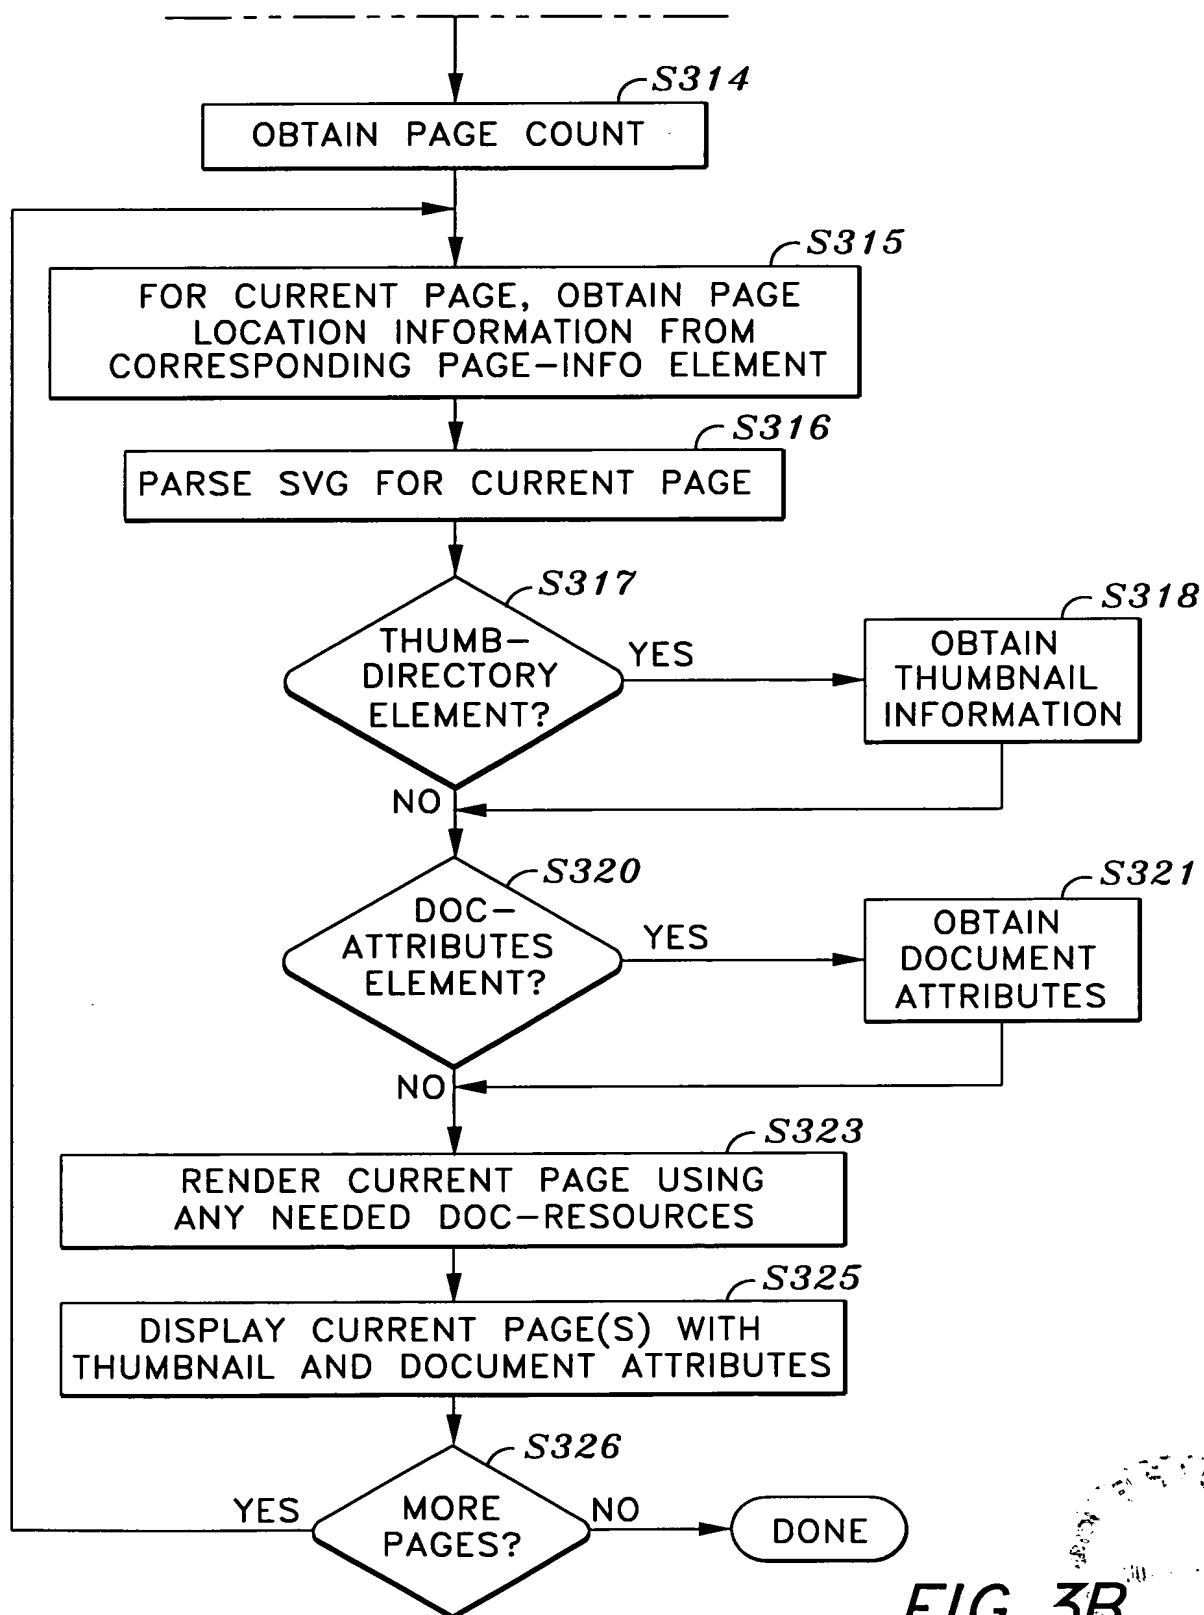 S314
OBTAIN PAGE COUNT
S315
FOR CURRENT PAGE, OBTAIN PAGE
LOCATION INFORMATION FROM
CORRESPONDING PAGE-INFO ELEMENT
S316
PARSE SVG FOR CURRENT PAGE
S317
THUMB-
DIRECTORY
ELEMENT?
YES
S318
OBTAIN
THUMBNAIL
INFORMATION
NO
S320
DOC-
ATTRIBUTES
ELEMENT?
YES
S321
OBTAIN
DOCUMENT
ATTRIBUTES
NO
S323
RENDER CURRENT PAGE USING
ANY NEEDED DOC-RESOURCES
S325
DISPLAY CURRENT PAGE(S) WITH
THUMBNAIL AND DOCUMENT ATTRIBUTES
S326
MORE
PAGES?
YES
NO
DONE
FIG. 3B